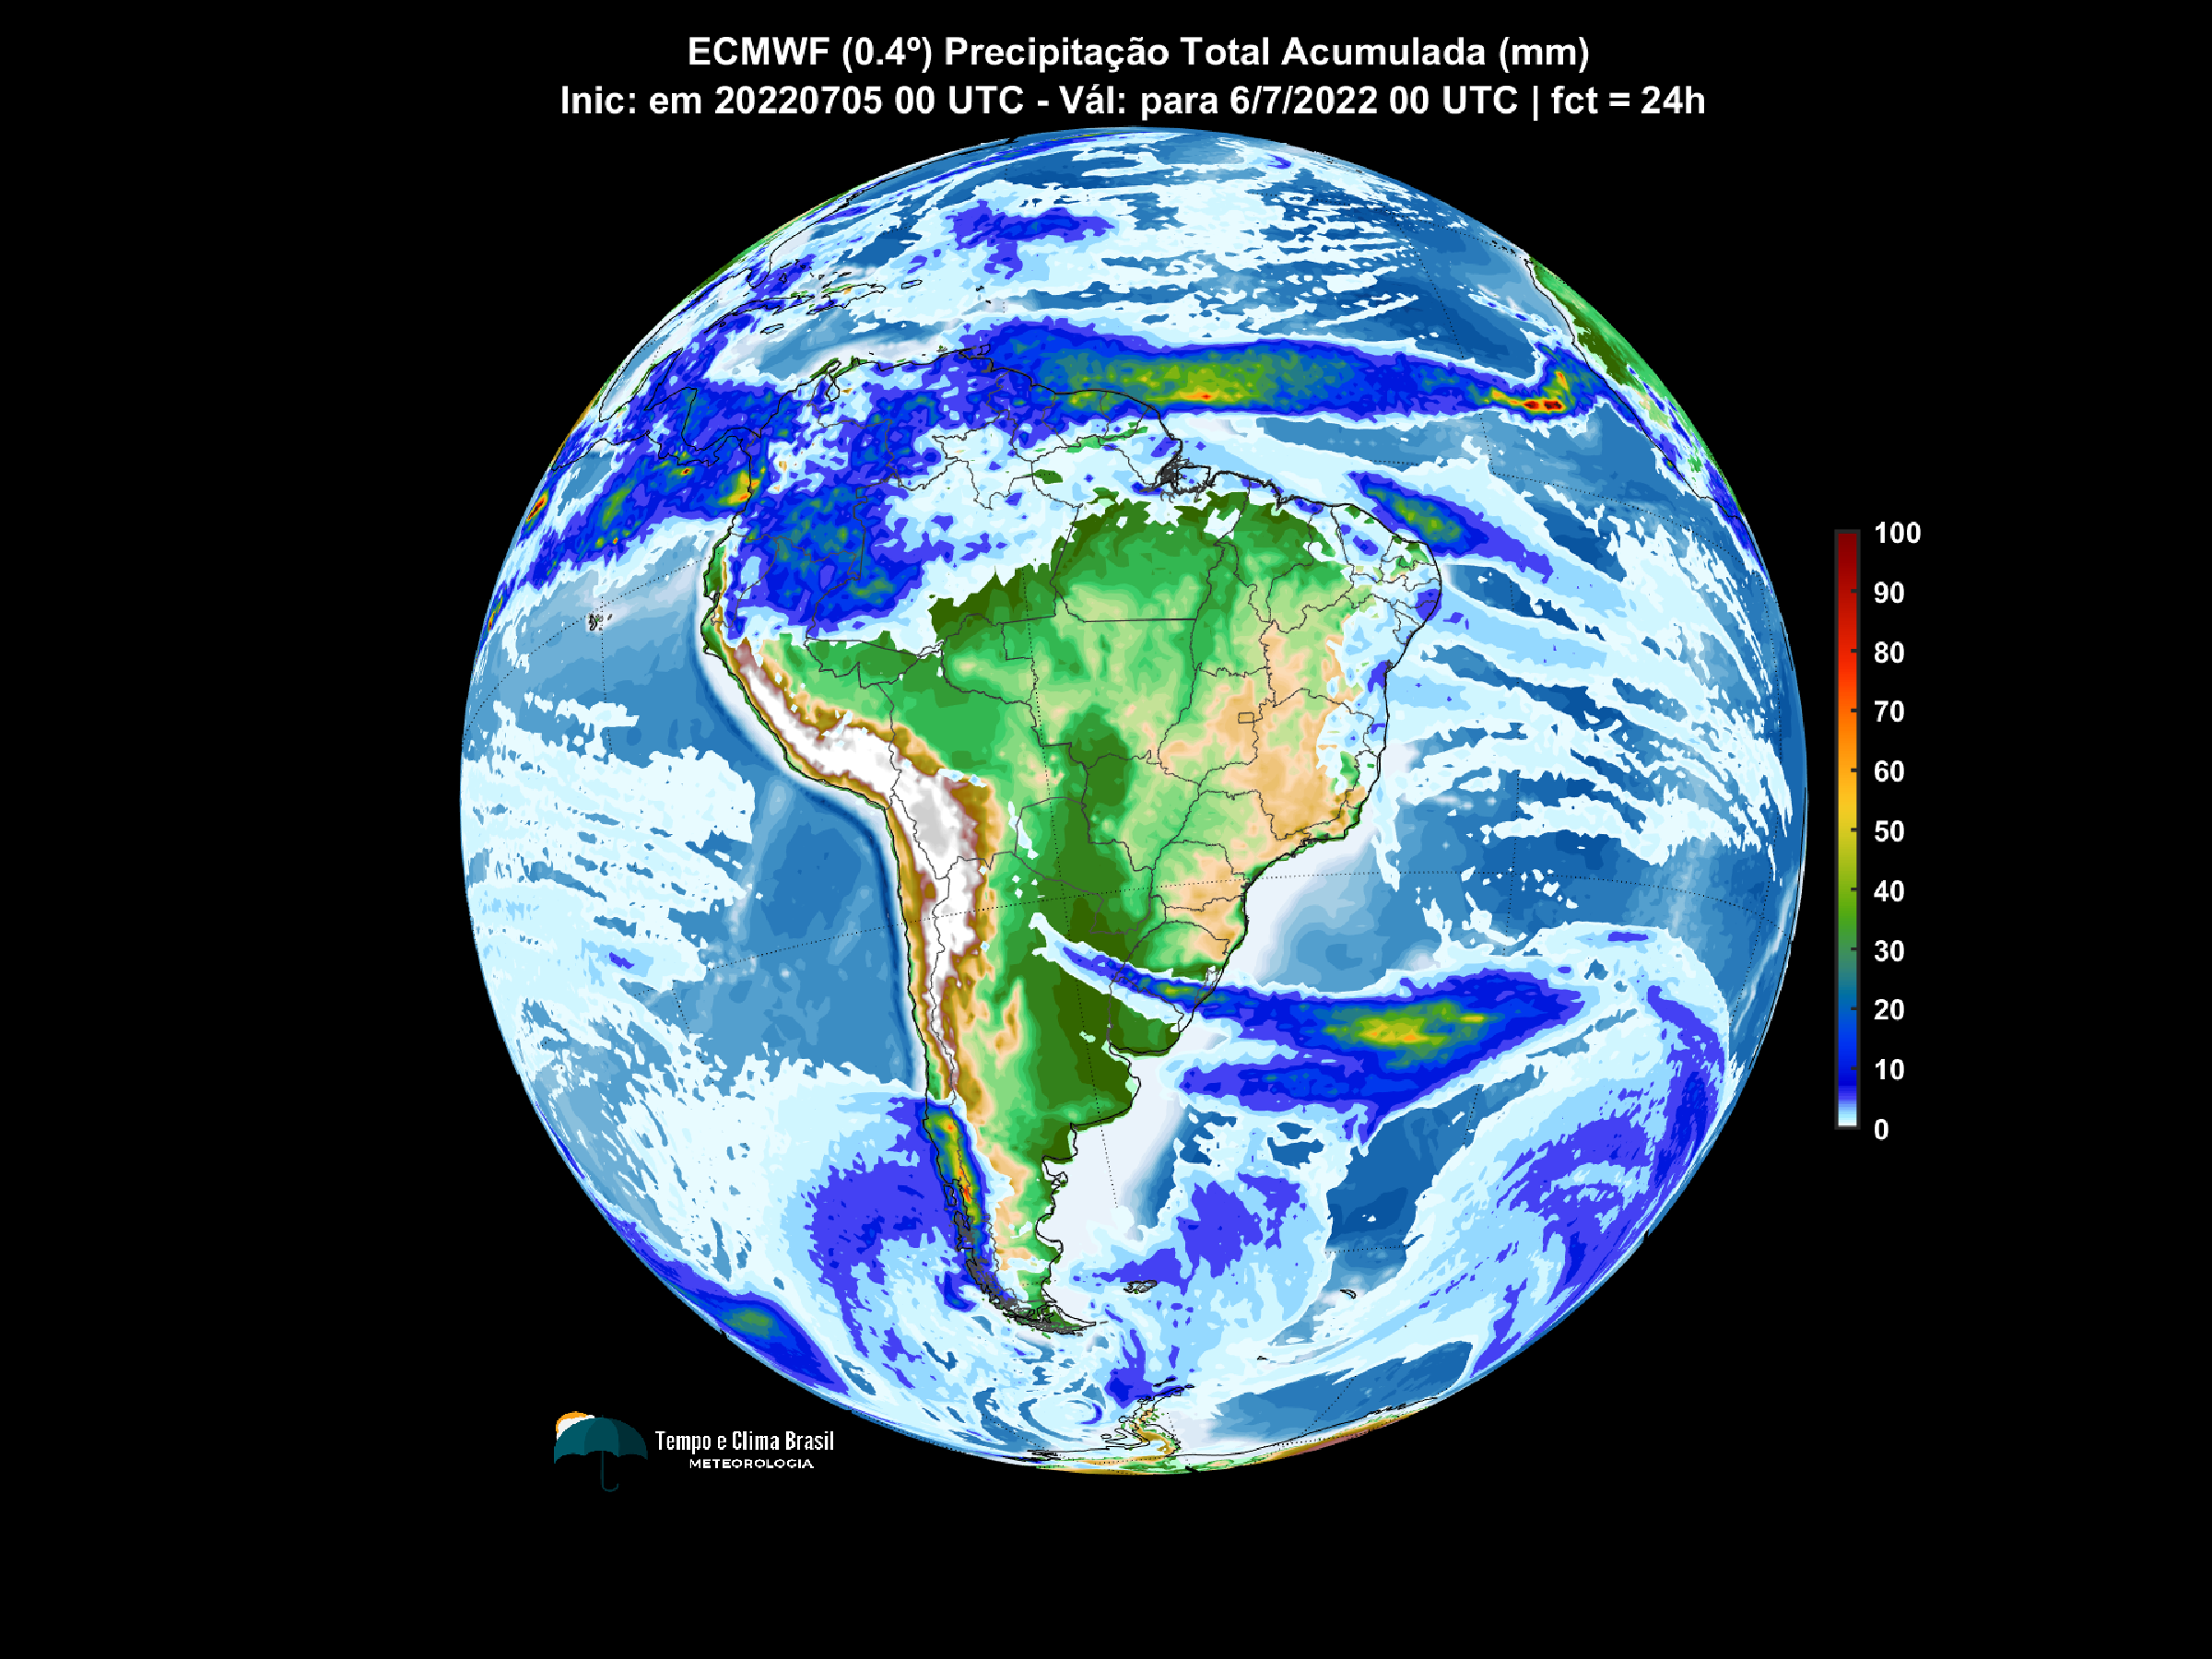 ECMWF (0.4º) Precipitação Total Acumulada (mm)
Inic: em 20220705 00 UTC - Vál: para 6/7/2022 00 UTC | fct = 24h
100
90
80
70
60
50
40
30
20
10
0
Tempo e Clima Brasil
METEOROLOGIA